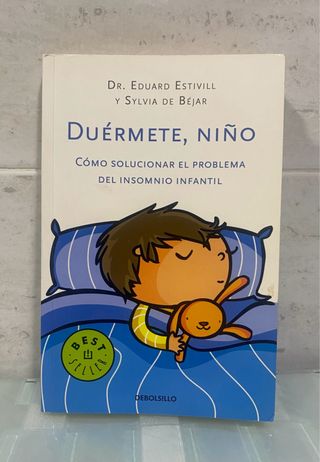 Dr. Eduard Estivill
y Sylvia de Béjar
Duérmete, niño
Cómo solucionar el problema
del insomnio infantil
BEST
SELLER
DEBOLSILLO